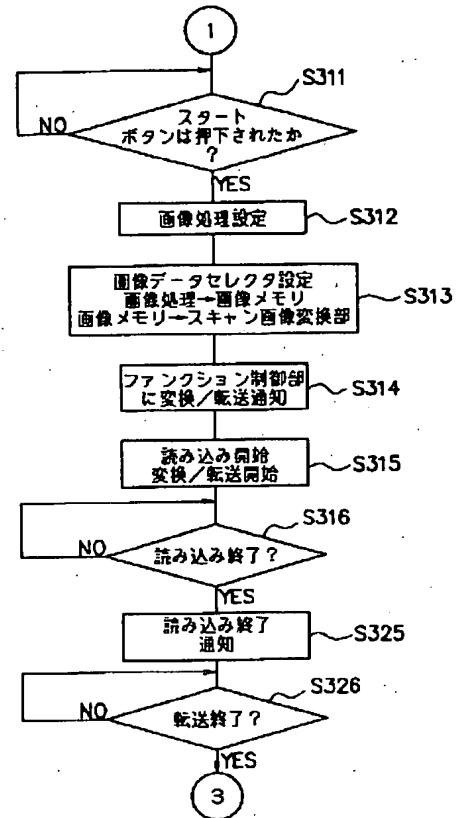 1
S311
スタート
ボタンは押下されたか
?
NO
YES
画像処理設定
S312
画像データセレクタ設定
画像処理→画像メモリ
画像メモリ→スキャン画像変換部
S313
ファンクション制御部
に変換/転送通知
S314
読み込み開始
変換/転送開始
S315
S316
読み込み終了?
NO
YES
読み込み終了
通知
S325
S326
転送終了?
NO
YES
3